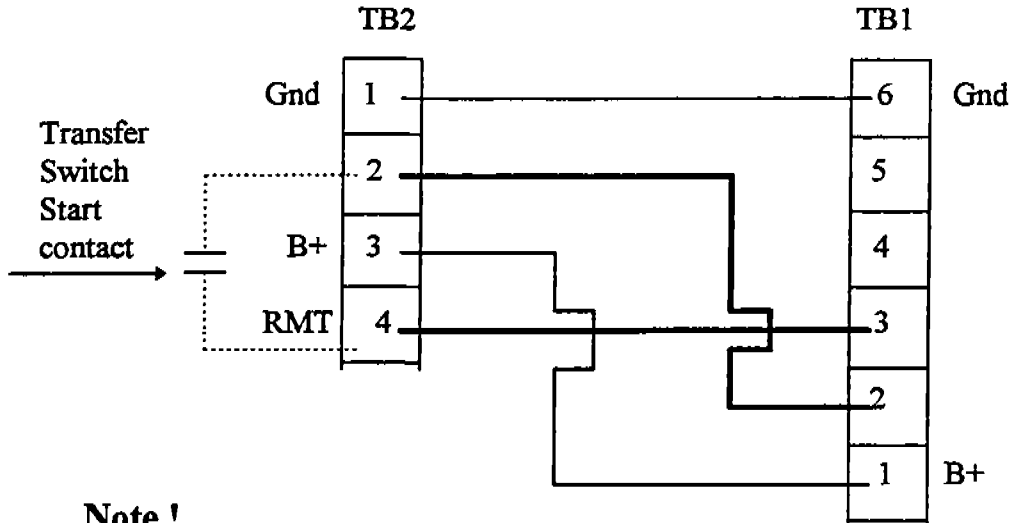 TB2
TB1
Gnd 1 6 Gnd
Transfer
Switch
Start
contact
2 5
B+ 3 4
RMT 4 3
2
1 B+
Note !